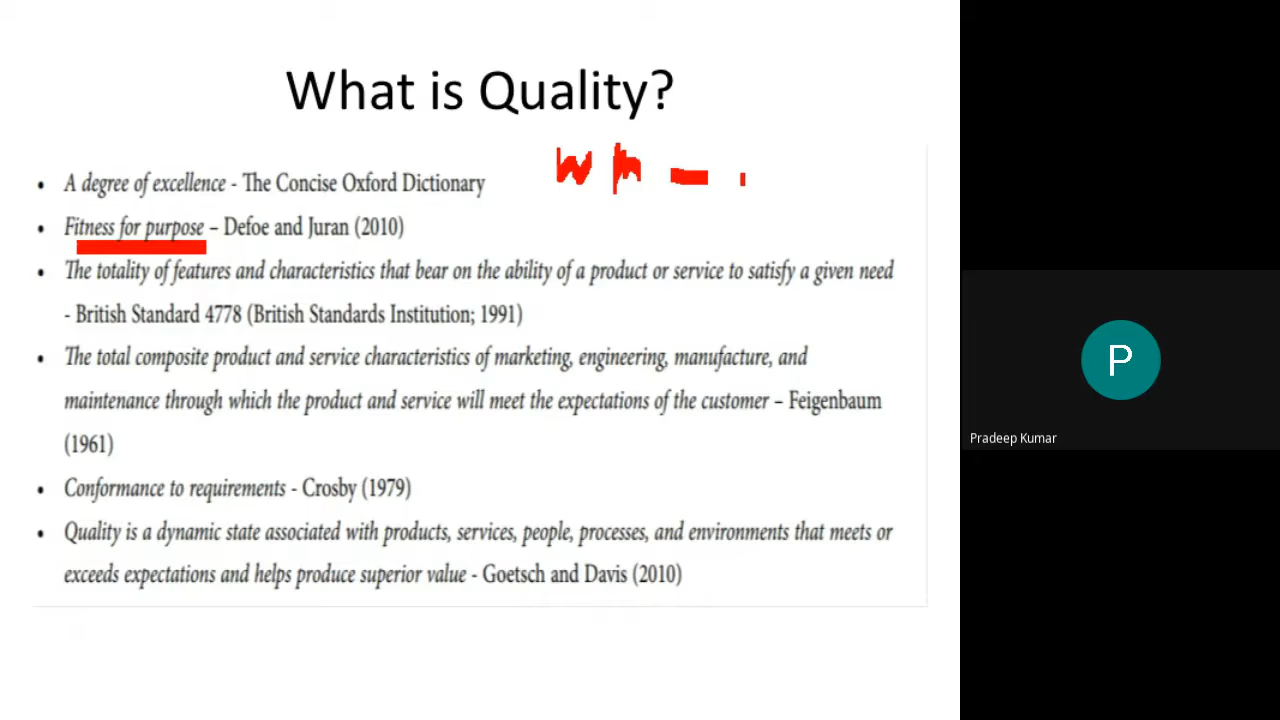 What is Quality?
• A degree of excellence - The Concise Oxford Dictionary
• Fitness for purpose – Defoe and Juran (2010)
• The totality of features and characteristics that bear on the ability of a product or service to satisfy a given need
- British Standard 4778 (British Standards Institution; 1991)
• The total composite product and service characteristics of marketing, engineering, manufacture, and
maintenance through which the product and service will meet the expectations of the customer – Feigenbaum
(1961)
• Conformance to requirements - Crosby (1979)
• Quality is a dynamic state associated with products, services, people, processes, and environments that meets or
exceeds expectations and helps produce superior value - Goetsch and Davis (2010)
P
Pradeep Kumar